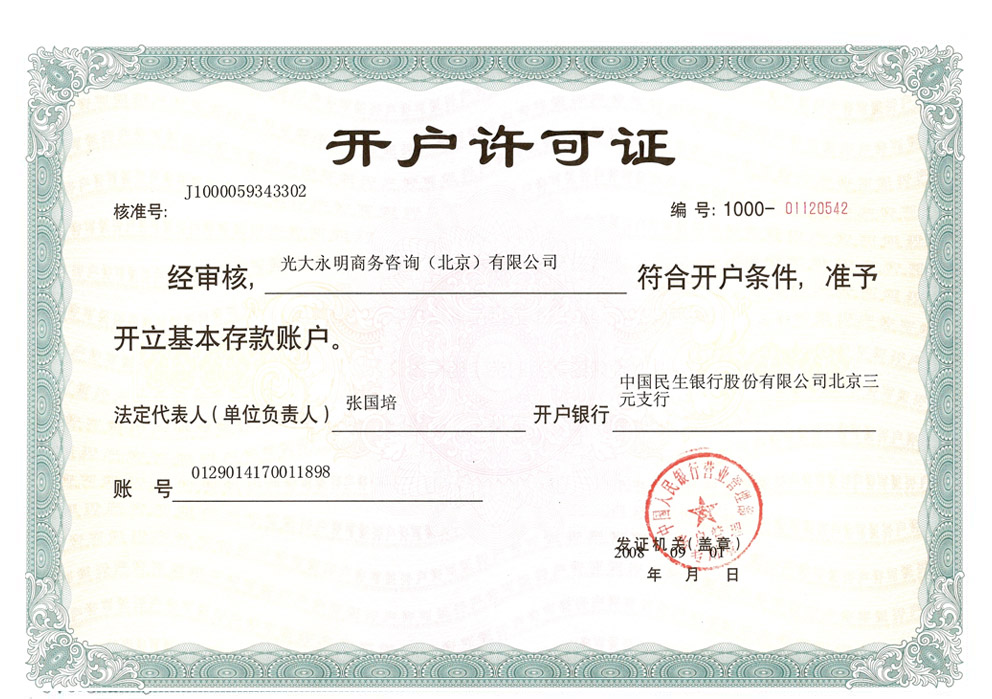 开户许可证
J1000059343302
核准号:
编 号: 1000- 01120542
经审核, 光大永明商务咨询（北京）有限公司 符合开户条件, 准予
开立基本存款账户。
法定代表人(单位负责人) 张国培 开户银行 中国民生银行股份有限公司北京三
元支行
账 号 0129014170011898
中国人民银行营业管理部
发证机关(盖章)
2008 09 01
年 月 日